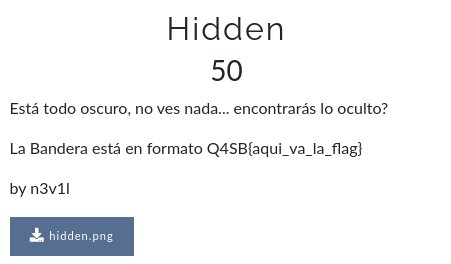 Hidden
50
Está todo oscuro, no ves nada... encontrarás lo oculto?
La Bandera está en formato Q4SB{aqui_va_la_flag}
by n3v1l
hidden.png